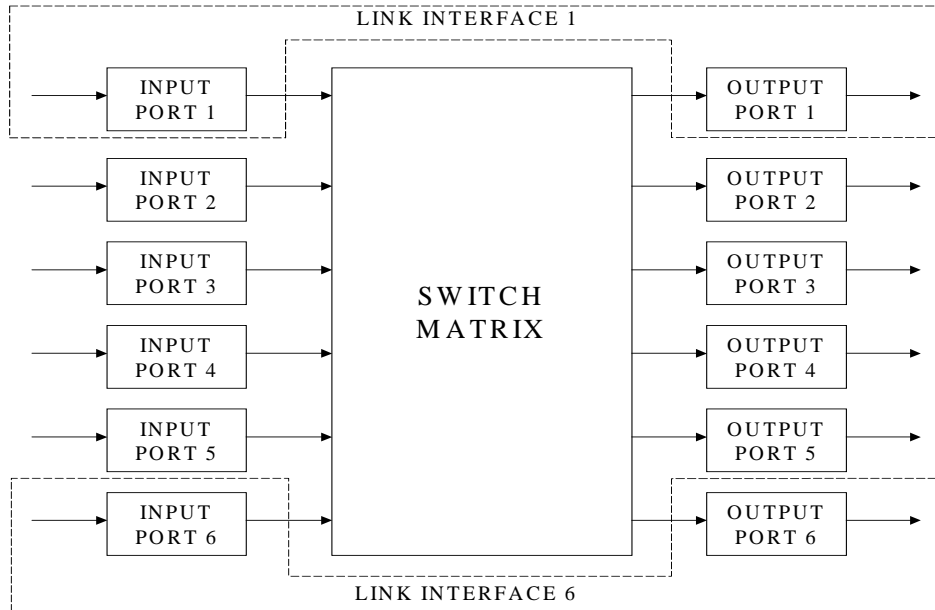 LINK INTERFACE 1
INPUT
PORT 1
OUTPUT
PORT 1
INPUT
PORT 2
OUTPUT
PORT 2
INPUT
PORT 3
OUTPUT
PORT 3
SWITCH
MATRIX
INPUT
PORT 4
OUTPUT
PORT 4
INPUT
PORT 5
OUTPUT
PORT 5
INPUT
PORT 6
OUTPUT
PORT 6
LINK INTERFACE 6